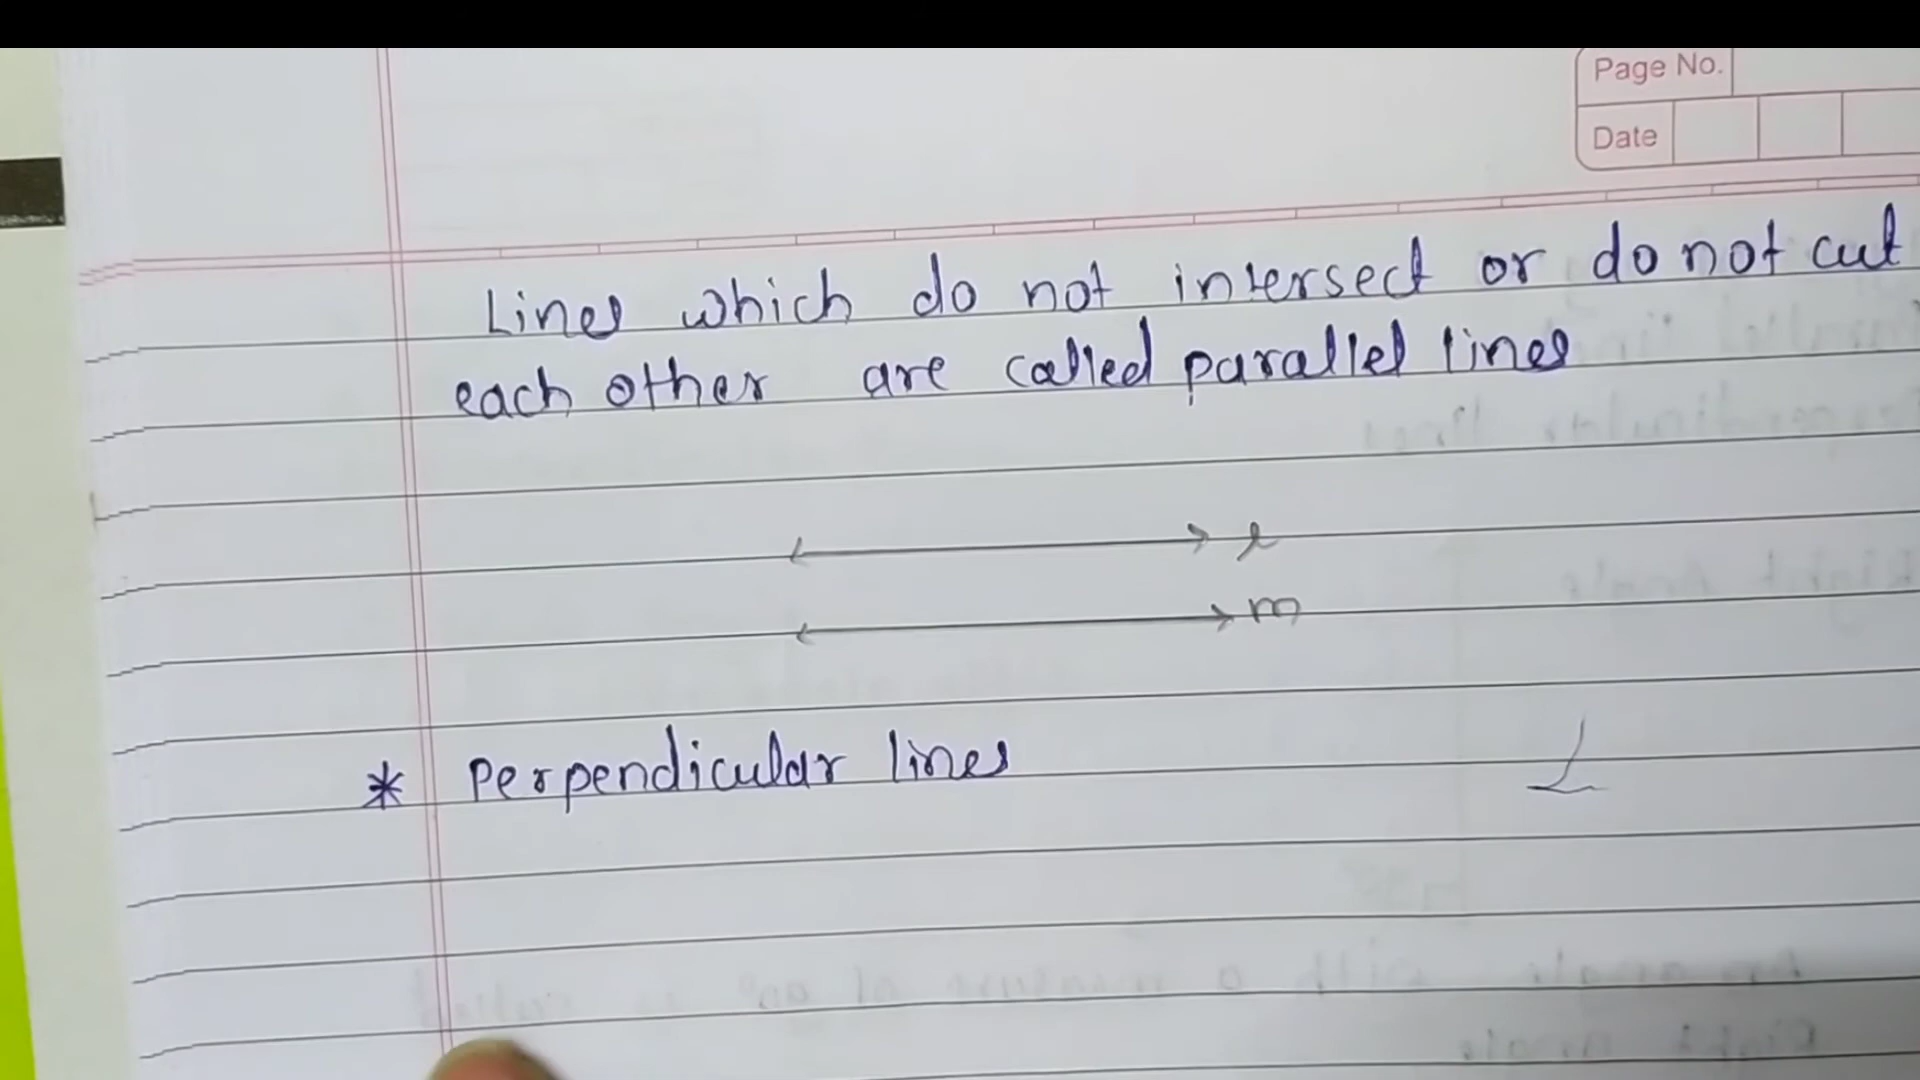 Page No.
Date
Lines which do not intersect or do not cut
each other are called parallel lines
l
m
* Perpendicular lines